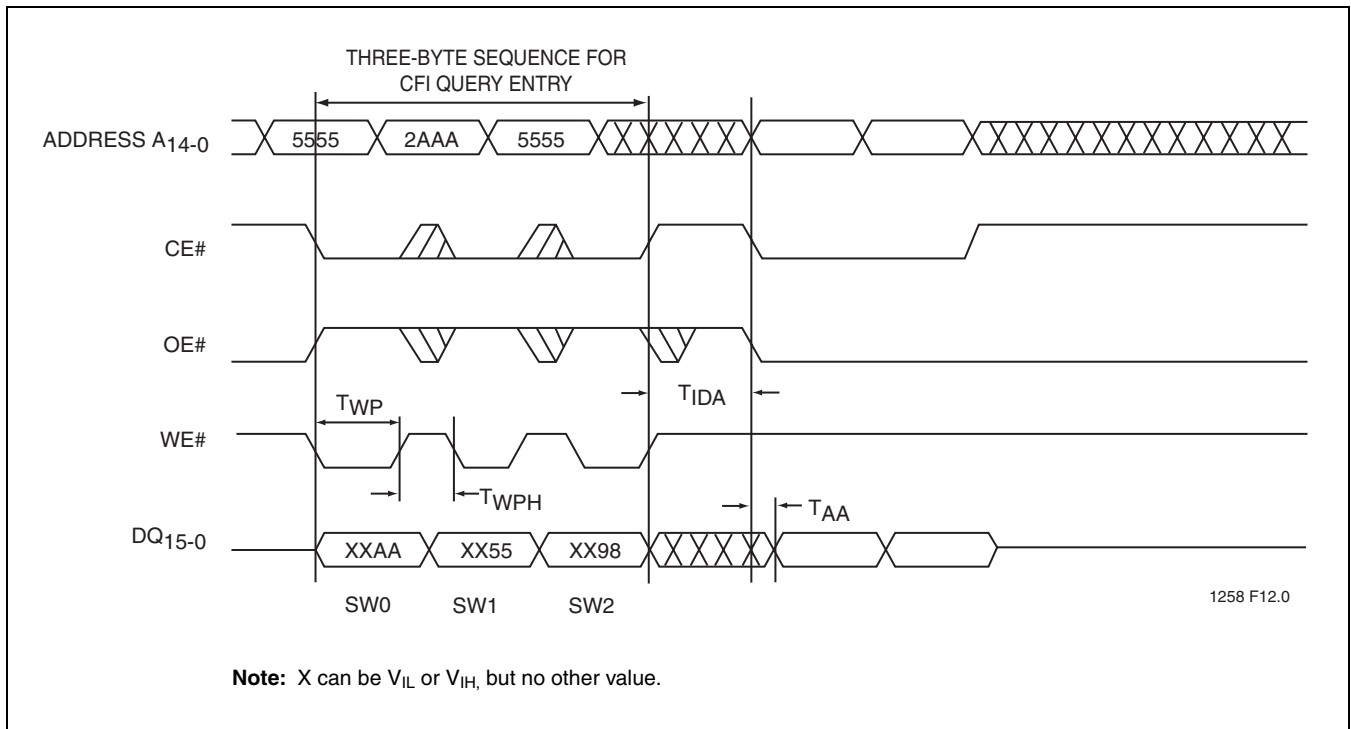 THREE-BYTE SEQUENCE FOR
CFI QUERY ENTRY
ADDRESS A14-0
5555
2AAA
5555
CE#
OE#
TIDA
TWP
WE#
TWPH
TAA
DQ15-0
XXAA
XX55
XX98
SW0
SW1
SW2
1258 F12.0
Note: X can be VIL or VIH, but no other value.